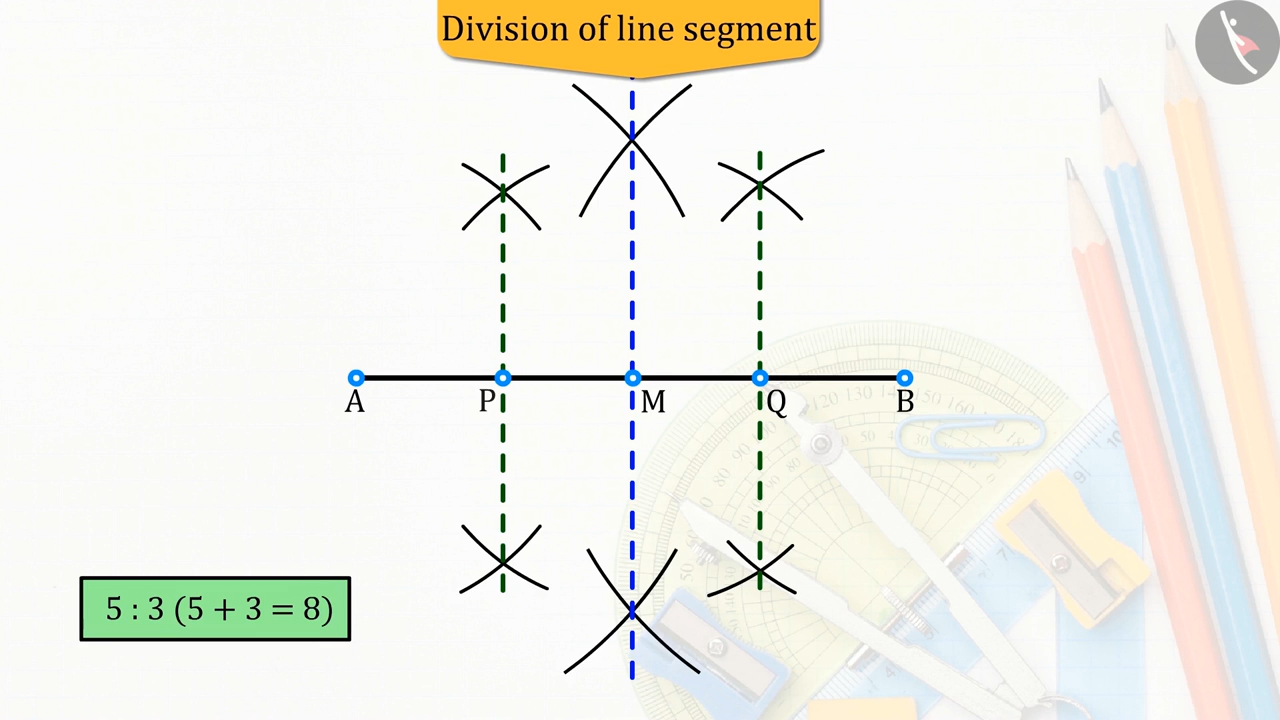 Division of line segment
A P M Q B
5 : 3 (5 + 3 = 8)